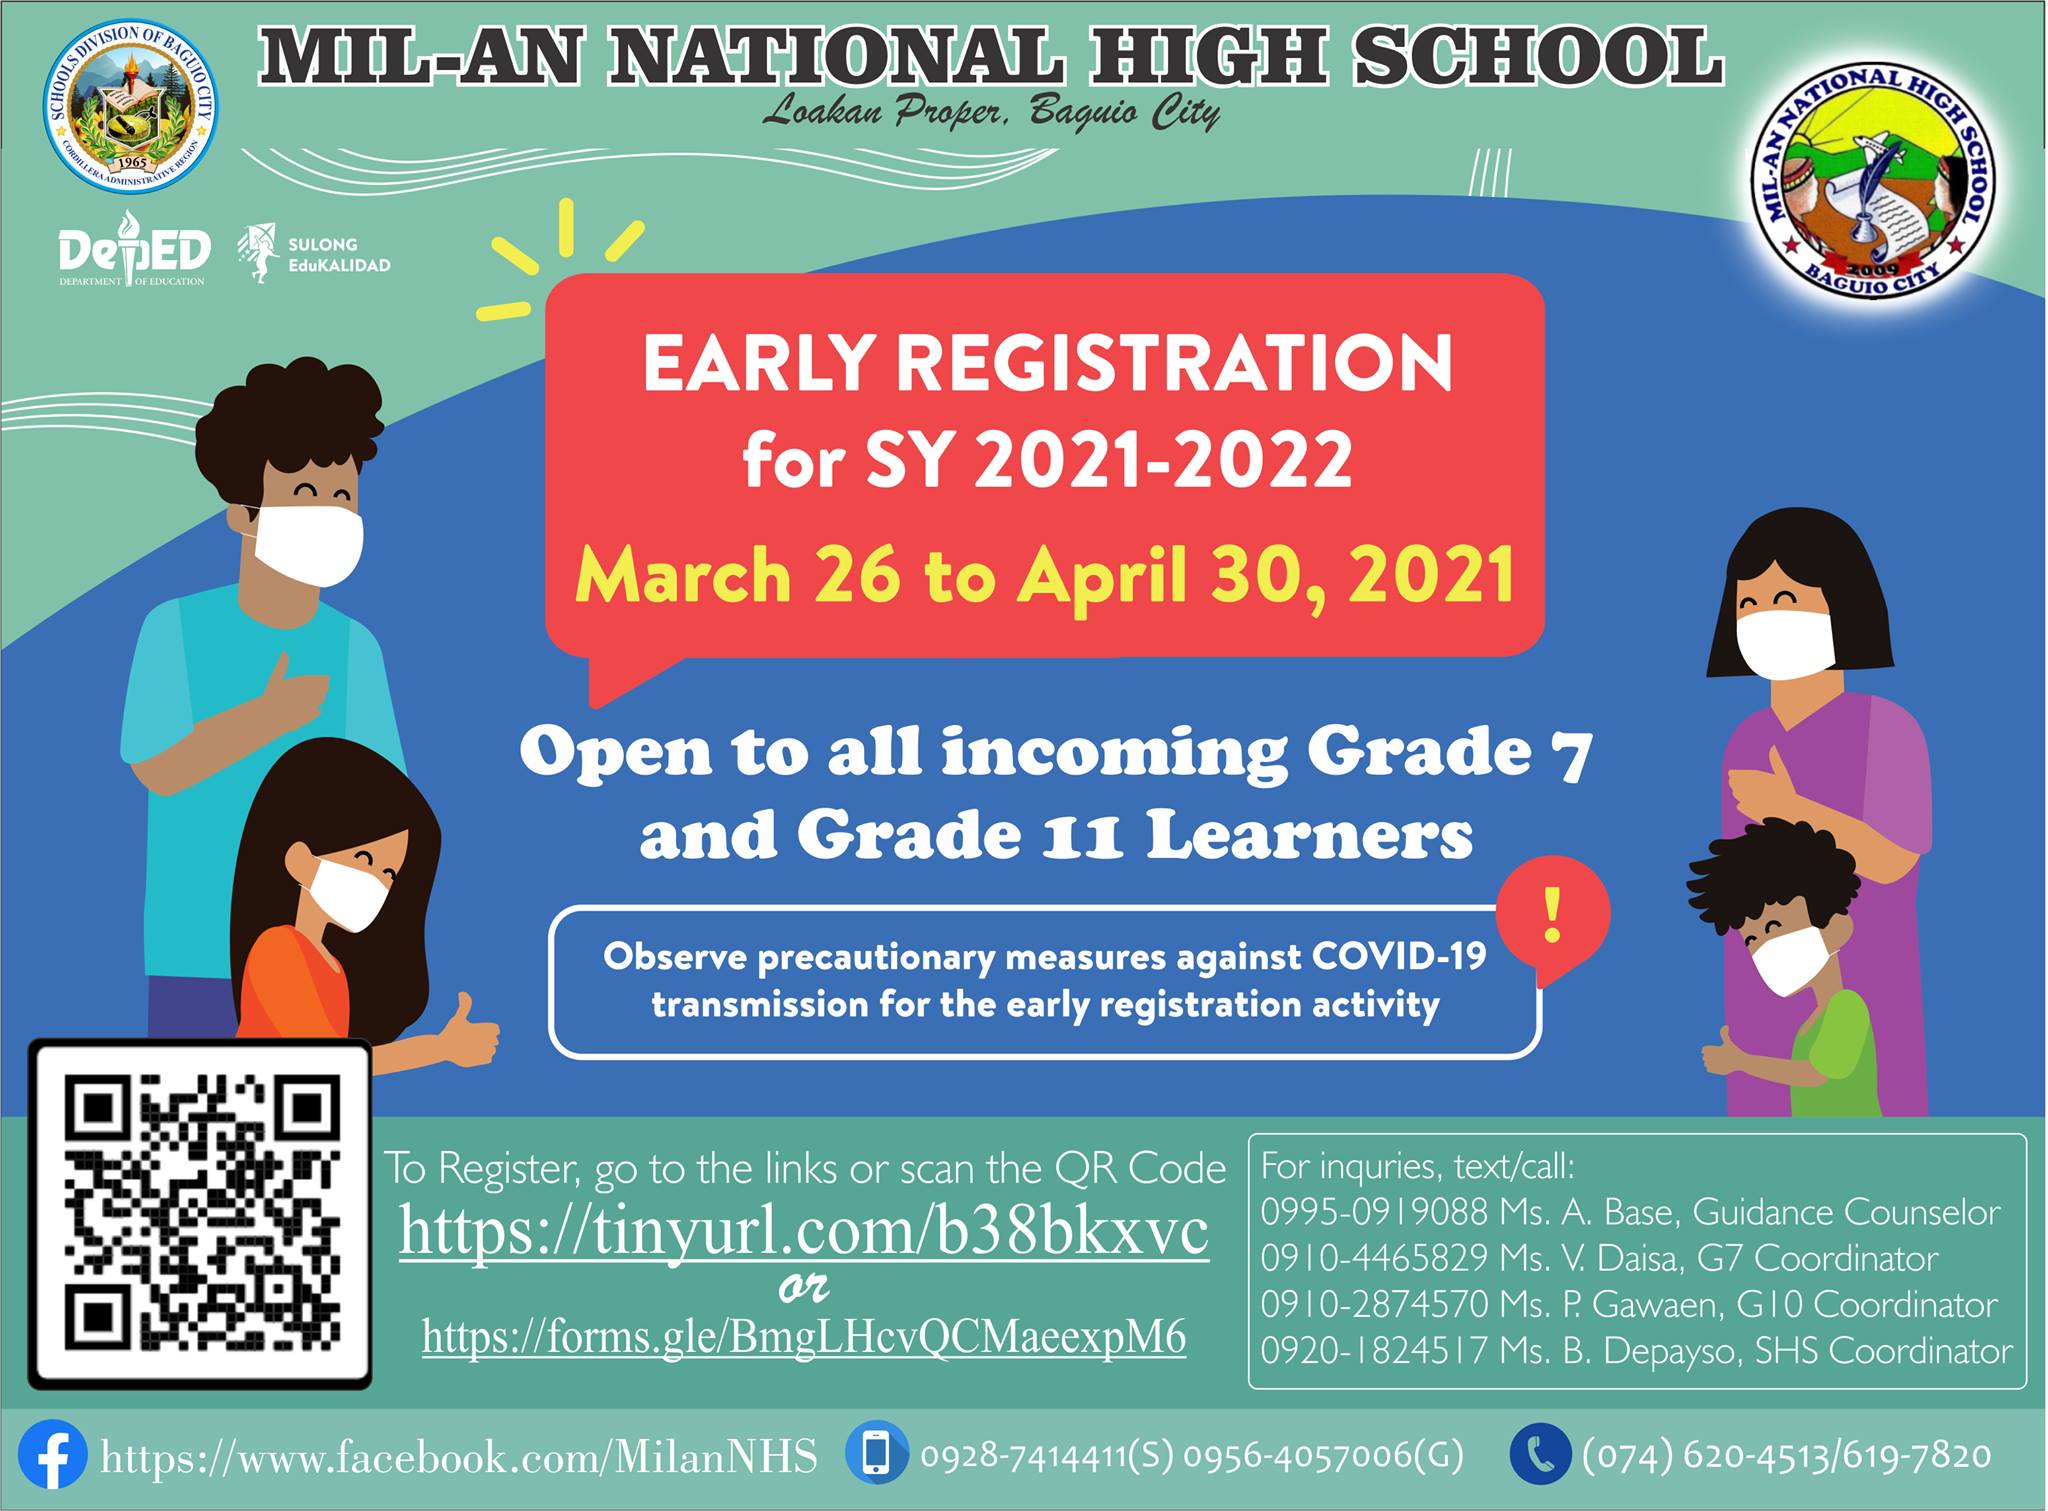 MIL-AN NATIONAL HIGH SCHOOL
Loakan Proper, Baguio City
SCHOOLS DIVISION OF BAGUIO CITY
1965
CORDILLERA ADMINISTRATIVE REGION
MIL-AN NATIONAL HIGH SCHOOL
2009
BAGUIO CITY
DepED
DEPARTMENT OF EDUCATION
SULONG
EduKALIDAD
EARLY REGISTRATION
for SY 2021-2022
March 26 to April 30, 2021
Open to all incoming Grade 7
and Grade 11 Learners
!
Observe precautionary measures against COVID-19
transmission for the early registration activity
To Register, go to the links or scan the QR Code
https://tinyurl.com/b38bkxvc
or
https://forms.gle/BmgLHcvQCMaeexpM6
For inquries, text/call:
0995-0919088 Ms. A. Base, Guidance Counselor
0910-4465829 Ms. V. Daisa, G7 Coordinator
0910-2874570 Ms. P. Gawaen, G10 Coordinator
0920-1824517 Ms. B. Depayso, SHS Coordinator
https://www.facebook.com/MilanNHS
0928-7414411(S) 0956-4057006(G)
(074) 620-4513/619-7820